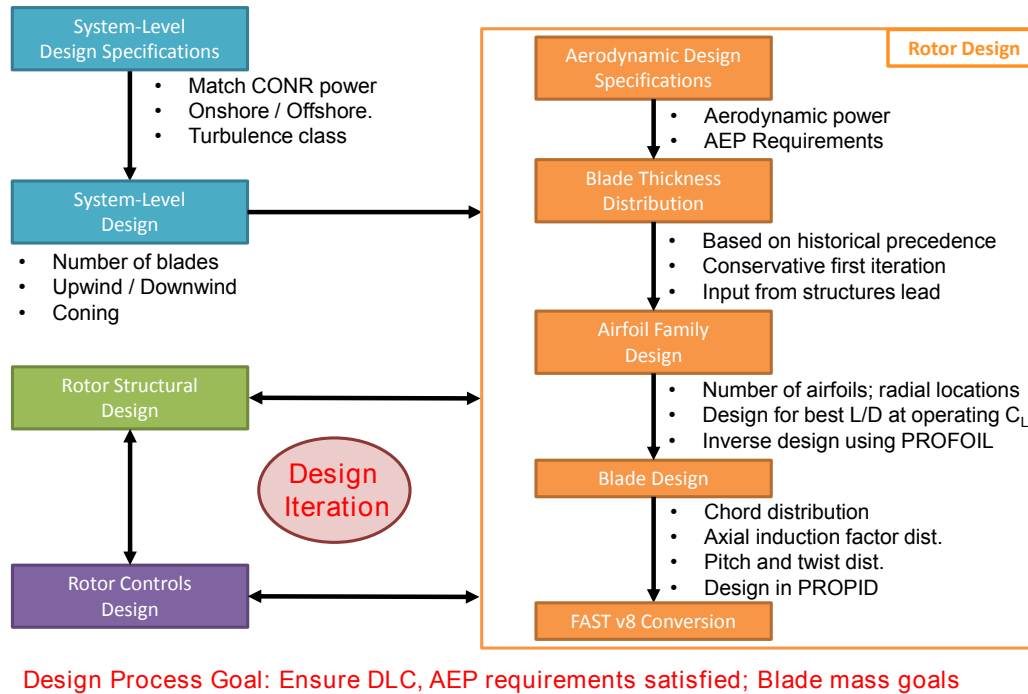 System-Level
Design Specifications
• Match CONR power
• Onshore / Offshore.
• Turbulence class
System-Level
Design
• Number of blades
• Upwind / Downwind
• Coning
Rotor Structural
Design
Design
Iteration
Rotor Controls
Design
Rotor Design
Aerodynamic Design
Specifications
• Aerodynamic power
• AEP Requirements
Blade Thickness
Distribution
• Based on historical precedence
• Conservative first iteration
• Input from structures lead
Airfoil Family
Design
• Number of airfoils; radial locations
• Design for best L/D at operating CL
• Inverse design using PROFOIL
Blade Design
• Chord distribution
• Axial induction factor dist.
• Pitch and twist dist.
• Design in PROPID
FAST v8 Conversion
Design Process Goal: Ensure DLC, AEP requirements satisfied; Blade mass goals